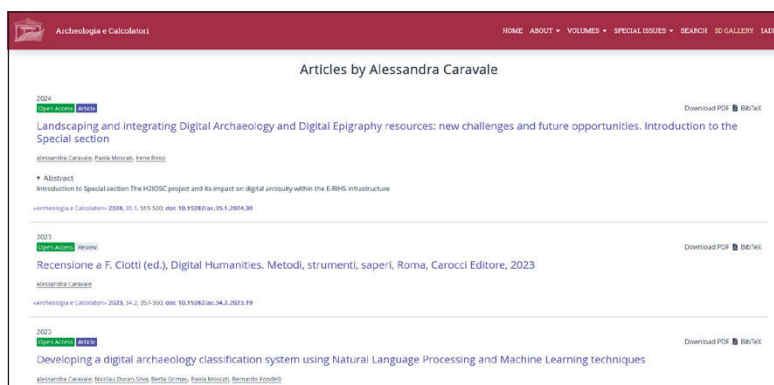 Archeologia e Calcolatori
HOME ABOUT VOLUMES SPECIAL ISSUES SEARCH 3D GALLERY
Articles by Alessandra Caravale
2024
Open Access Article
Download PDF BibTeX
Landscaping and integrating Digital Archaeology and Digital Epigraphy resources: new challenges and future opportunities. Introduction to the
Special section
Alessandra Caravale, Paola Moscati, Irene Rossi
Abstract
Introduction to Special section The H2IOSC project and its impact on digital antiquity within the E-RIHS infrastructure
«Archeologia e Calcolatori» 2024, 35.1, 515-520; doi: 10.19282/ac.35.1.2024.30
2023
Open Access Review
Download PDF BibTeX
Recensione a F. Ciotti (ed.), Digital Humanities. Metodi, strumenti, saperi, Roma, Carocci Editore, 2023
Alessandra Caravale
«Archeologia e Calcolatori» 2023, 34.2, 357-360; doi: 10.19282/ac.34.2.2023.19
2023
Open Access Article
Download PDF BibTeX
Developing a digital archaeology classification system using Natural Language Processing and Machine Learning techniques
Alessandra Caravale, Nicolau Duran-Silva, Berta Grimau, Paola Moscati, Bernardo Rondelli